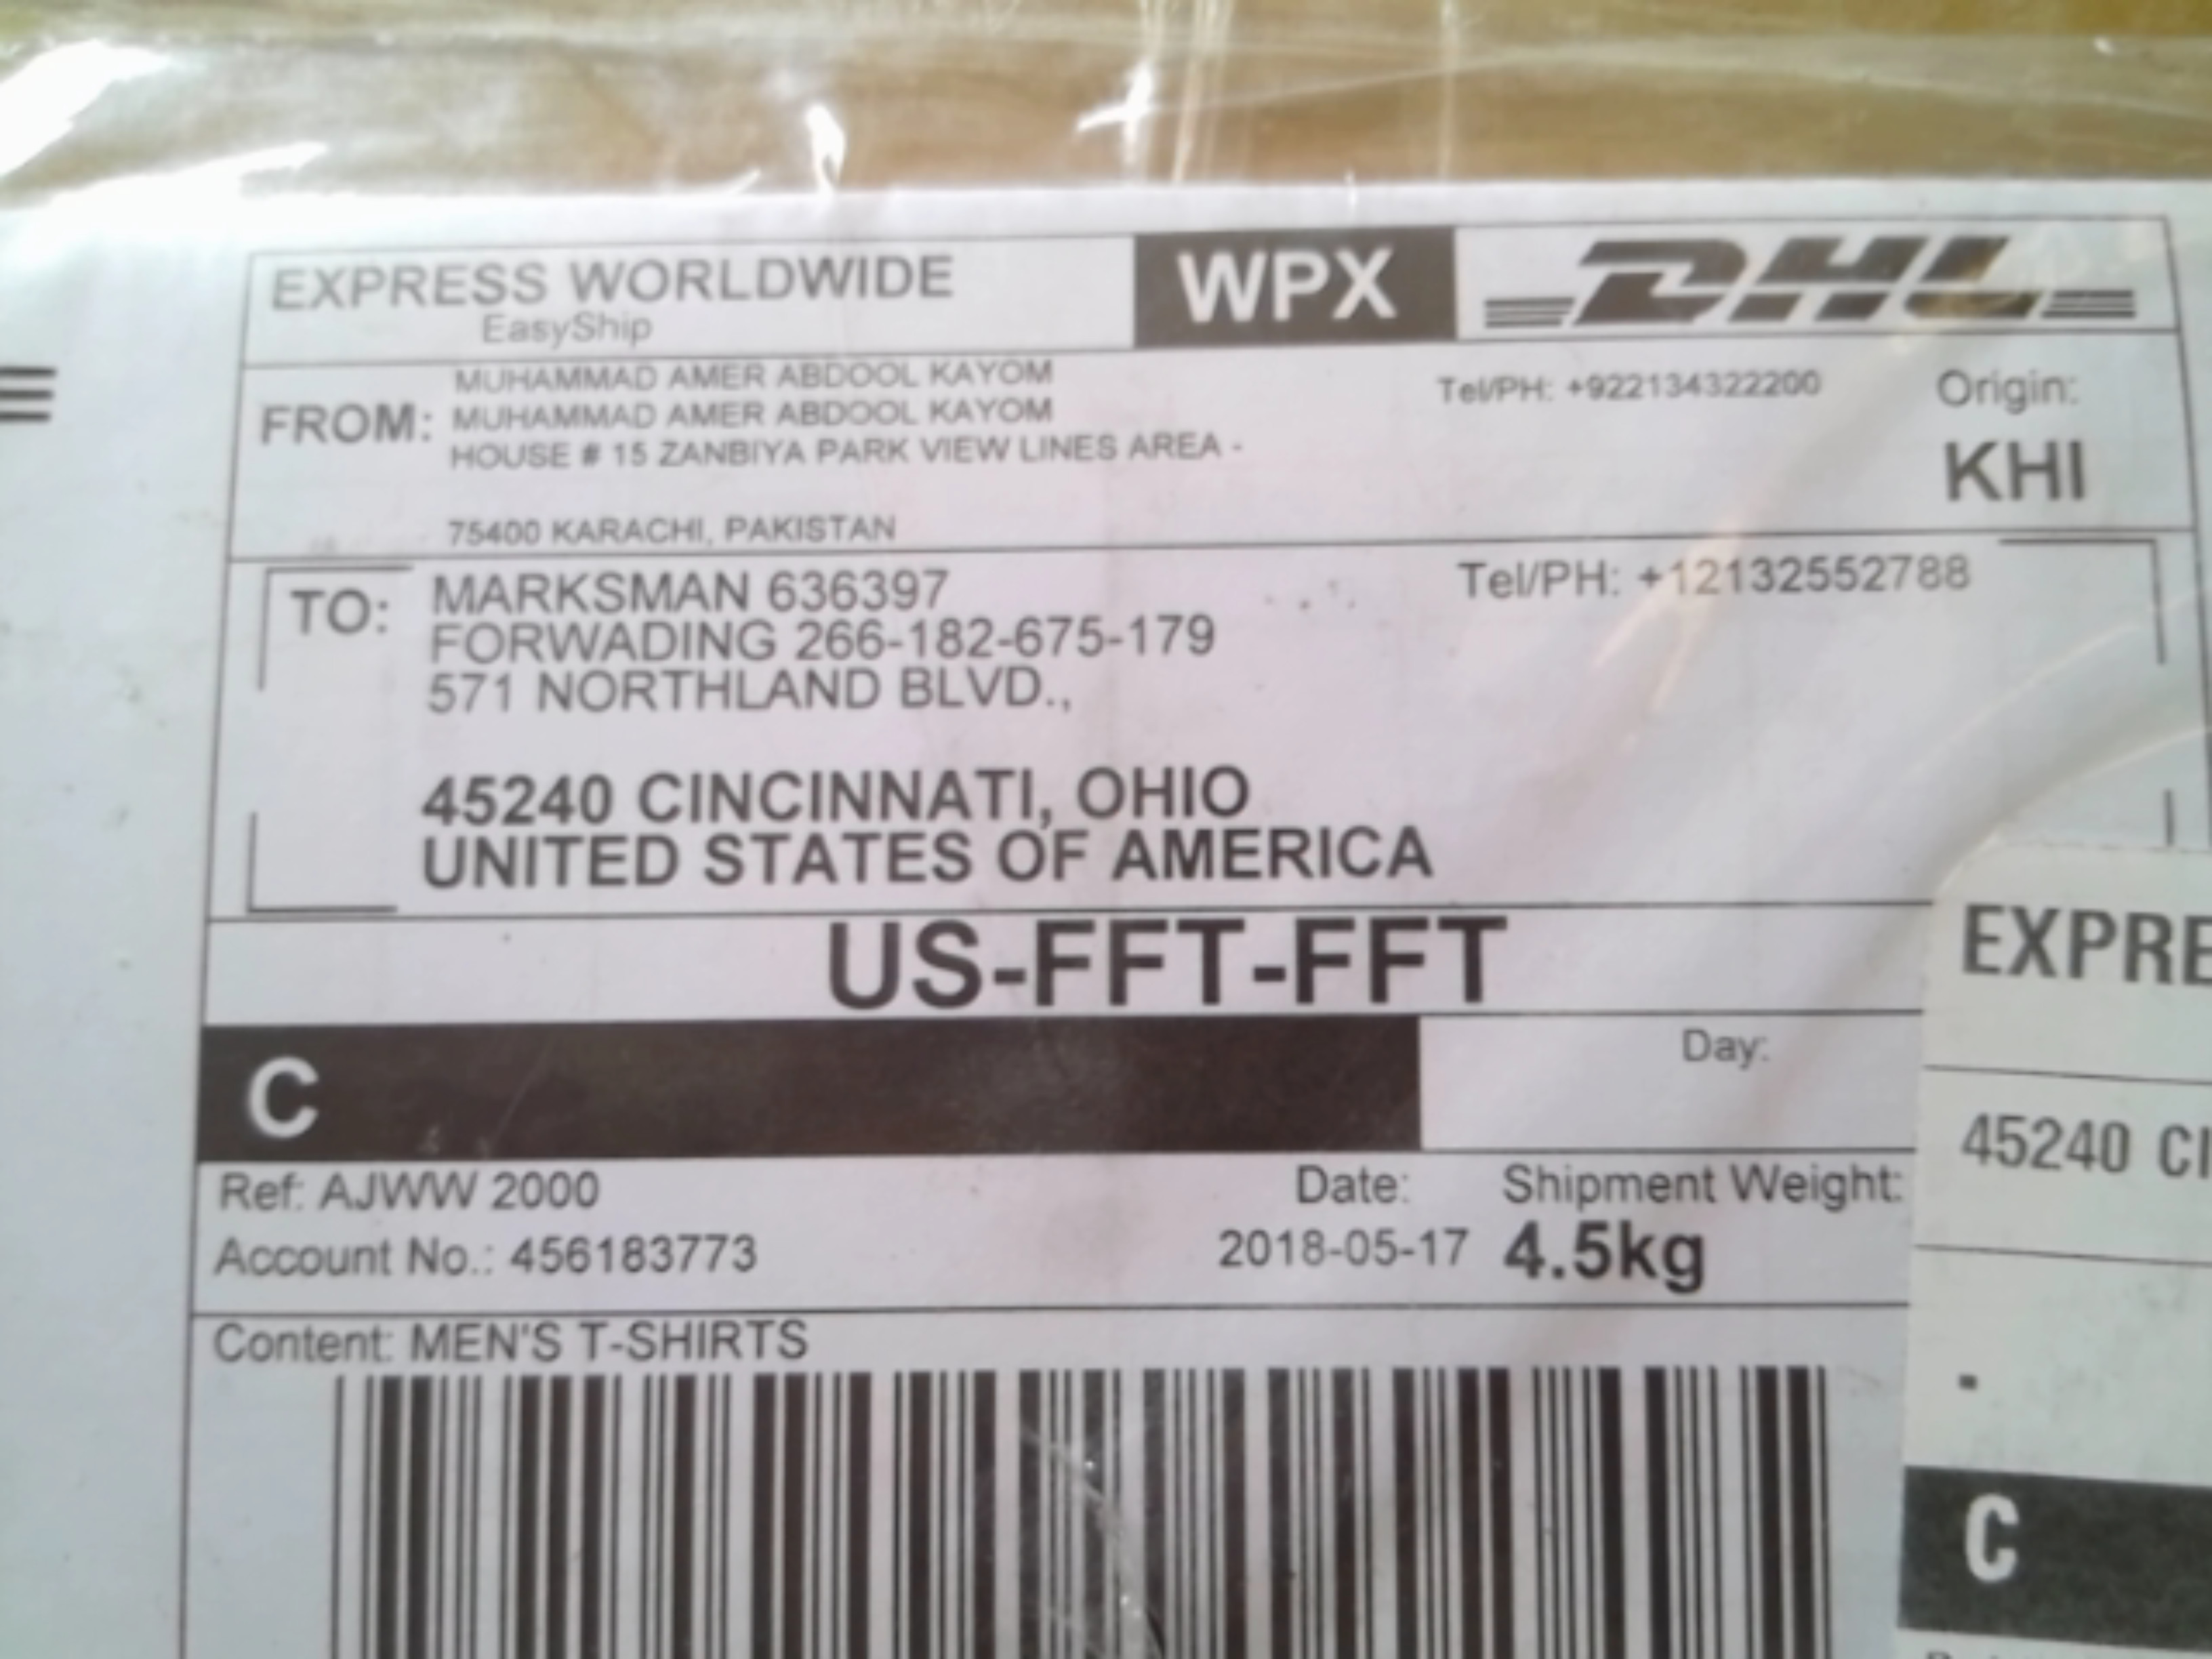 EXPRESS WORLDWIDE
EasyShip
WPX
DHL
FROM:
MUHAMMAD AMER ABDOOL KAYOM
MUHAMMAD AMER ABDOOL KAYOM
HOUSE # 15 ZANBIYA PARK VIEW LINES AREA -
75400 KARACHI, PAKISTAN
Tel/PH: +922134322200
Origin:
KHI
TO:
MARKSMAN 636397
FORWADING 266-182-675-179
571 NORTHLAND BLVD.,
45240 CINCINNATI, OHIO
UNITED STATES OF AMERICA
Tel/PH: +12132552788
US-FFT-FFT
C
Day:
Ref: AJWW 2000
Account No.: 456183773
Date:
2018-05-17
Shipment Weight:
4.5kg
Content: MEN'S T-SHIRTS
EXPRE
45240 CI
-
C